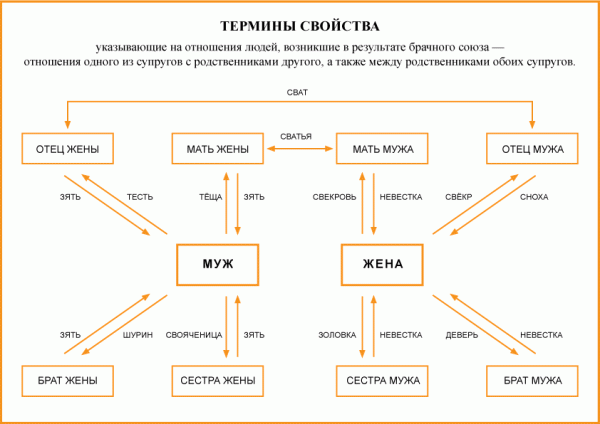 ТЕРМИНЫ СВОЙСТВА
указывающие на отношения людей, возникшие в результате брачного союза —
отношения одного из супругов с родственниками другого, а также между родственниками обоих супругов.
СВАТ
ОТЕЦ ЖЕНЫ МАТЬ ЖЕНЫ СВАТЬЯ МАТЬ МУЖА ОТЕЦ МУЖА
ЗЯТЬ ТЕСТЬ ТЁЩА ЗЯТЬ СВЕКРОВЬ НЕВЕСТКА СВЁКР СНОХА
МУЖ ЖЕНА
ЗЯТЬ ШУРИН СВОЯЧЕНИЦА ЗЯТЬ ЗОЛОВКА НЕВЕСТКА ДЕВЕРЬ НЕВЕСТКА
БРАТ ЖЕНЫ СЕСТРА ЖЕНЫ СЕСТРА МУЖА БРАТ МУЖА